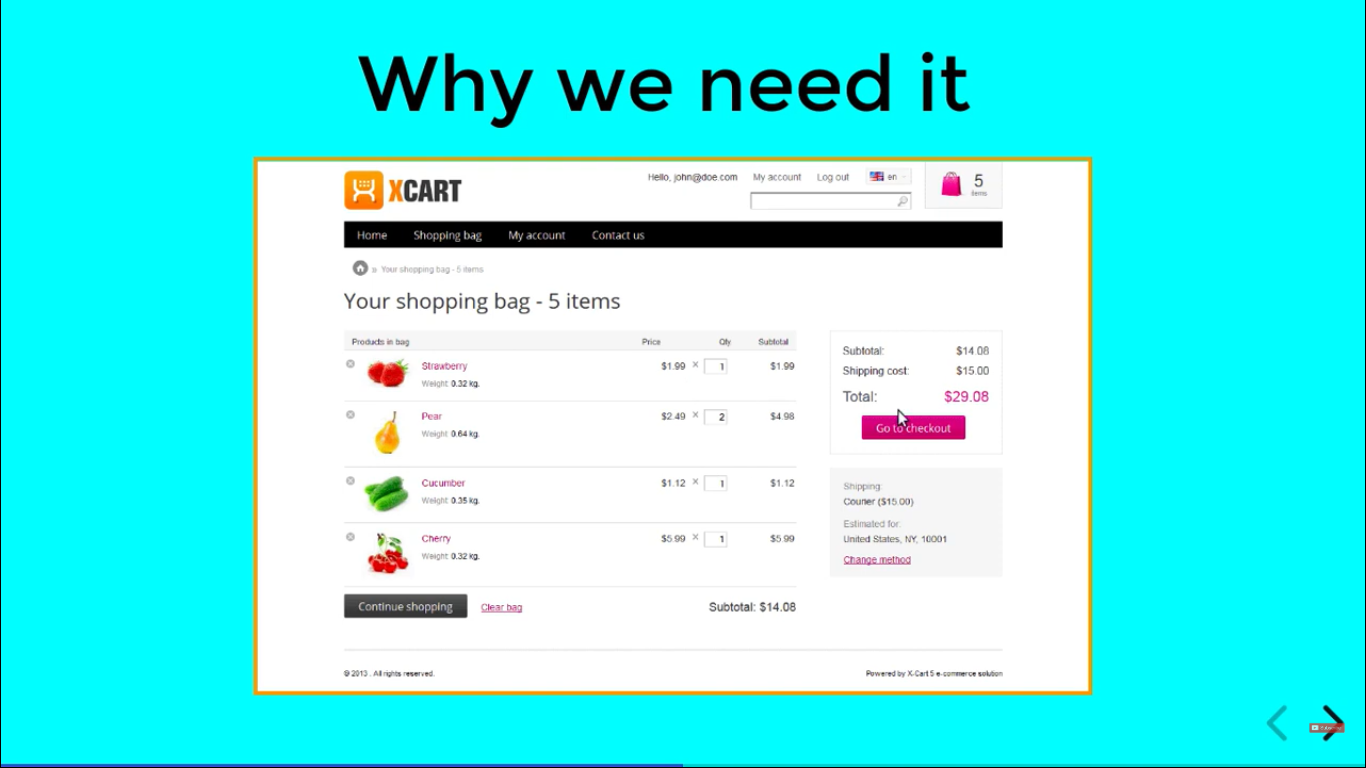 Why we need it
XCART
Hello, john@doe.com My account Log out en
5
items
Home Shopping bag My account Contact us
» Your shopping bag - 5 items
Your shopping bag - 5 items
Products in bag Price Qty Subtotal
Strawberry $1.99 × 1 $1.99
Weight: 0.32 kg.
Pear $2.49 × 2 $4.98
Weight: 0.64 kg.
Cucumber $1.12 × 1 $1.12
Weight: 0.35 kg.
Cherry $5.99 × 1 $5.99
Weight: 0.32 kg.
Continue shopping Clear bag Subtotal: $14.08
Subtotal: $14.08
Shipping cost: $15.00
Total: $29.08
Go to checkout
Shipping:
Courier ($15.00)
Estimated for:
United States, NY, 10001
Change method
© 2013 . All rights reserved. Powered by X-Cart 5 e-commerce solution